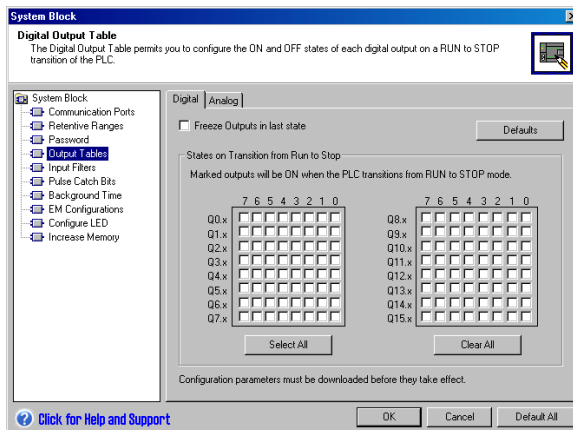 System Block
Digital Output Table
The Digital Output Table permits you to configure the ON and OFF states of each digital output on a RUN to STOP
transition of the PLC.
System Block
Communication Ports
Retentive Ranges
Password
Output Tables
Input Filters
Pulse Catch Bits
Background Time
EM Configurations
Configure LED
Increase Memory
Digital Analog
Freeze Outputs in last state
Defaults
States on Transition from Run to Stop
Marked outputs will be ON when the PLC transitions from RUN to STOP mode.
7 6 5 4 3 2 1 0
Q0.x
Q1.x
Q2.x
Q3.x
Q4.x
Q5.x
Q6.x
Q7.x
Select All
7 6 5 4 3 2 1 0
Q8.x
Q9.x
Q10.x
Q11.x
Q12.x
Q13.x
Q14.x
Q15.x
Clear All
Configuration parameters must be downloaded before they take effect.
? Click for Help and Support
OK
Cancel
Default All